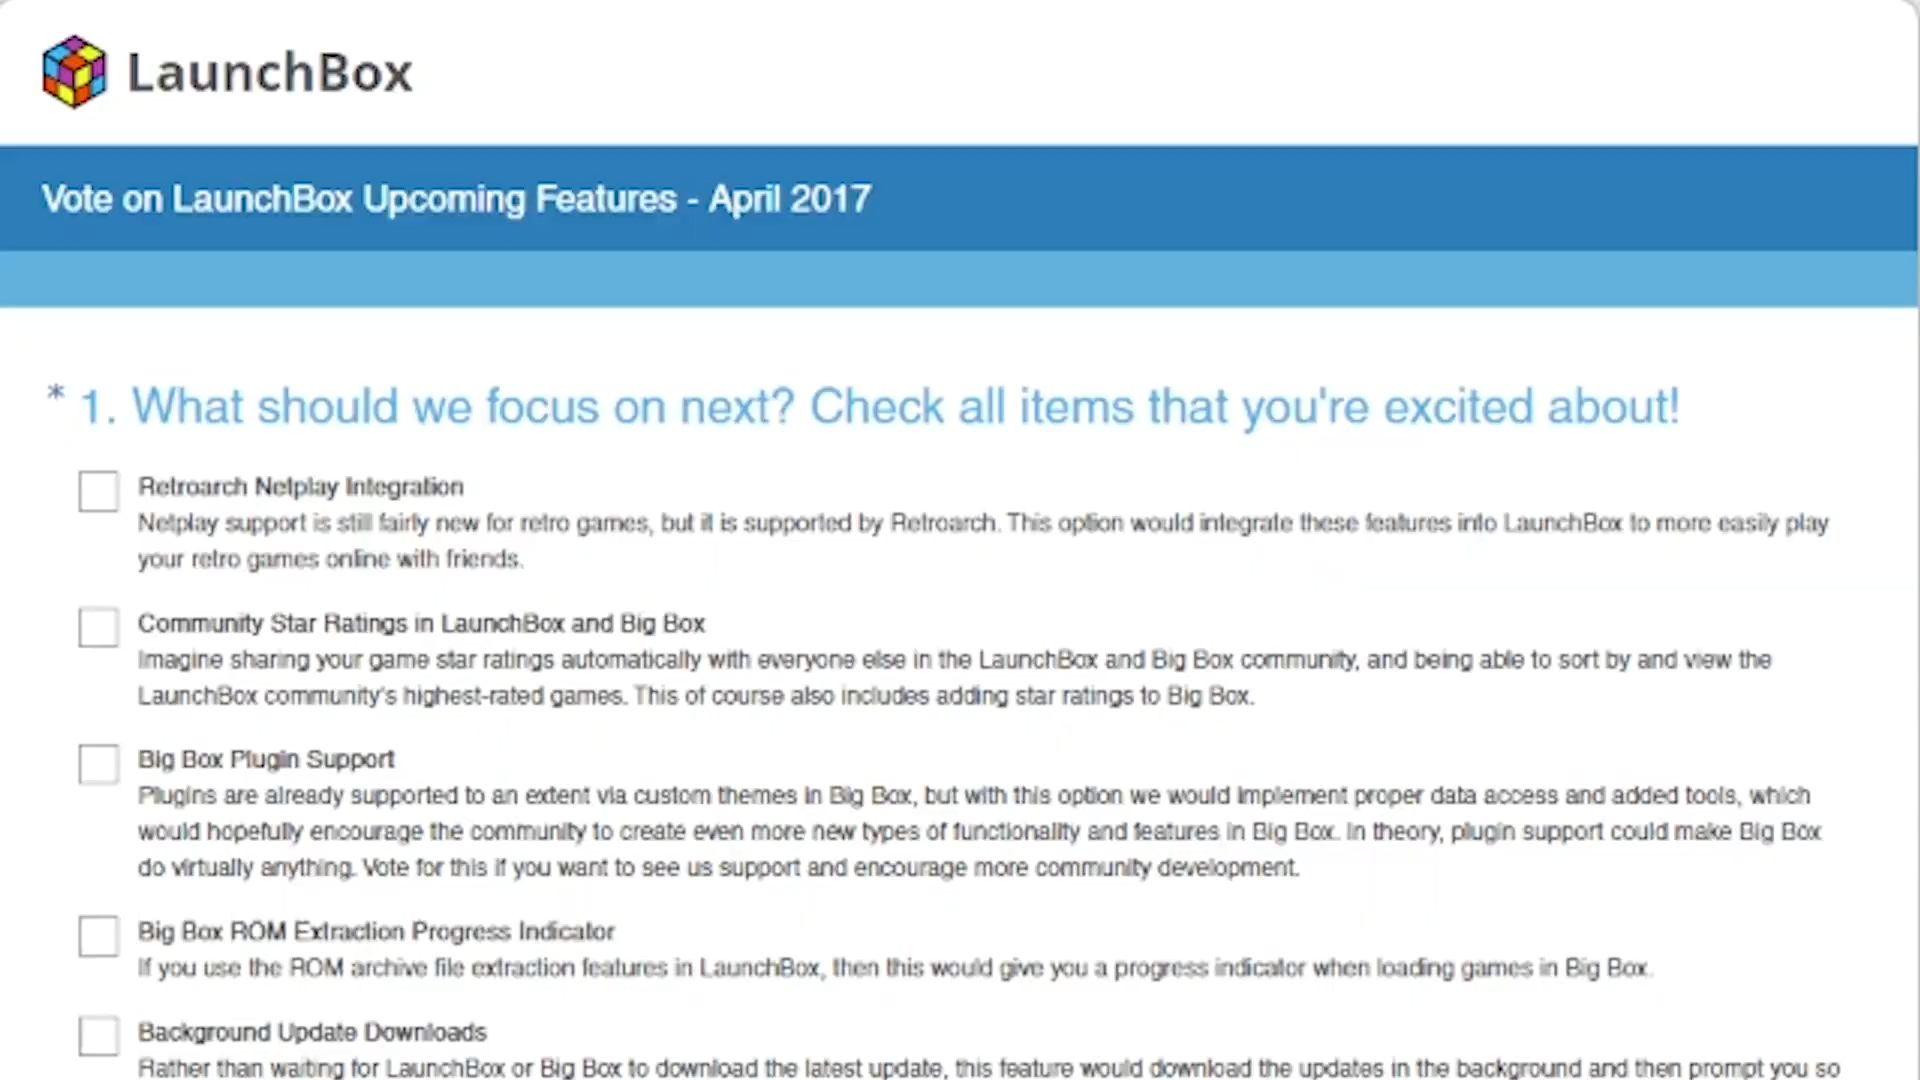 LaunchBox
Vote on LaunchBox Upcoming Features - April 2017
* 1. What should we focus on next? Check all items that you're excited about!
Retroarch Netplay Integration
Netplay support is still fairly new for retro games, but it is supported by Retroarch. This option would integrate these features into LaunchBox to more easily play
your retro games online with friends.
Community Star Ratings in LaunchBox and Big Box
Imagine sharing your game star ratings automatically with everyone else in the LaunchBox and Big Box community, and being able to sort by and view the
LaunchBox community's highest-rated games. This of course also includes adding star ratings to Big Box.
Big Box Plugin Support
Plugins are already supported to an extent via custom themes in Big Box, but with this option we would implement proper data access and added tools, which
would hopefully encourage the community to create even more new types of functionality and features in Big Box. In theory, plugin support could make Big Box
do virtually anything. Vote for this if you want to see us support and encourage more community development.
Big Box ROM Extraction Progress Indicator
If you use the ROM archive file extraction features in LaunchBox, then this would give you a progress indicator when loading games in Big Box.
Background Update Downloads
Rather than waiting for LaunchBox or Big Box to download the latest update, this feature would download the updates in the background and then prompt you so